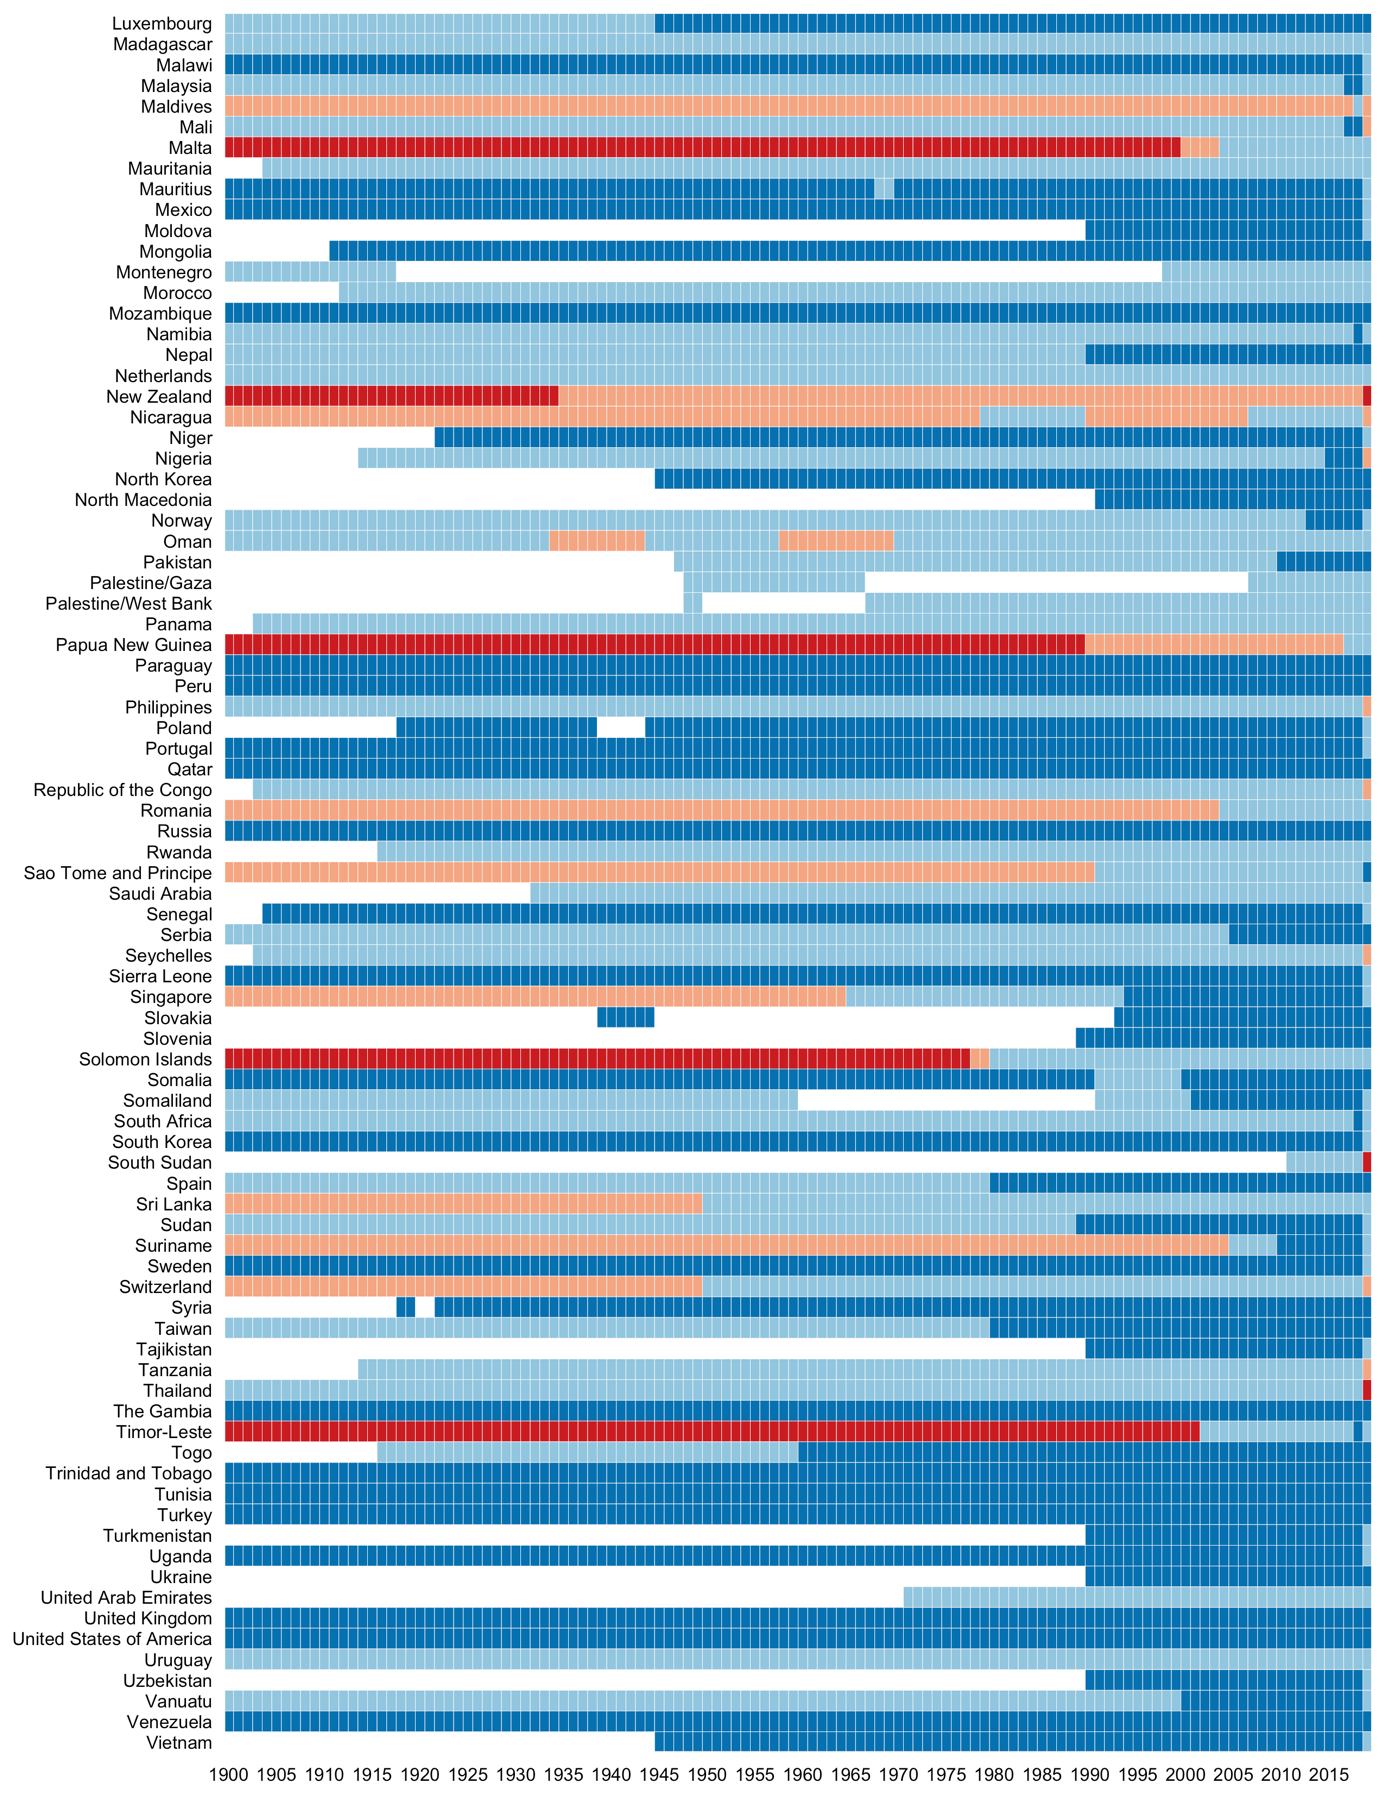 Luxembourg
Madagascar
Malawi
Malaysia
Maldives
Mali
Malta
Mauritania
Mauritius
Mexico
Moldova
Mongolia
Montenegro
Morocco
Mozambique
Namibia
Nepal
Netherlands
New Zealand
Nicaragua
Niger
Nigeria
North Korea
North Macedonia
Norway
Oman
Pakistan
Palestine/Gaza
Palestine/West Bank
Panama
Papua New Guinea
Paraguay
Peru
Philippines
Poland
Portugal
Qatar
Republic of the Congo
Romania
Russia
Rwanda
Sao Tome and Principe
Saudi Arabia
Senegal
Serbia
Seychelles
Sierra Leone
Singapore
Slovakia
Slovenia
Solomon Islands
Somalia
Somaliland
South Africa
South Korea
South Sudan
Spain
Sri Lanka
Sudan
Suriname
Sweden
Switzerland
Syria
Taiwan
Tajikistan
Tanzania
Thailand
The Gambia
Timor-Leste
Togo
Trinidad and Tobago
Tunisia
Turkey
Turkmenistan
Uganda
Ukraine
United Arab Emirates
United Kingdom
United States of America
Uruguay
Uzbekistan
Vanuatu
Venezuela
Vietnam
1900 1905 1910 1915 1920 1925 1930 1935 1940 1945 1950 1955 1960 1965 1970 1975 1980 1985 1990 1995 2000 2005 2010 2015